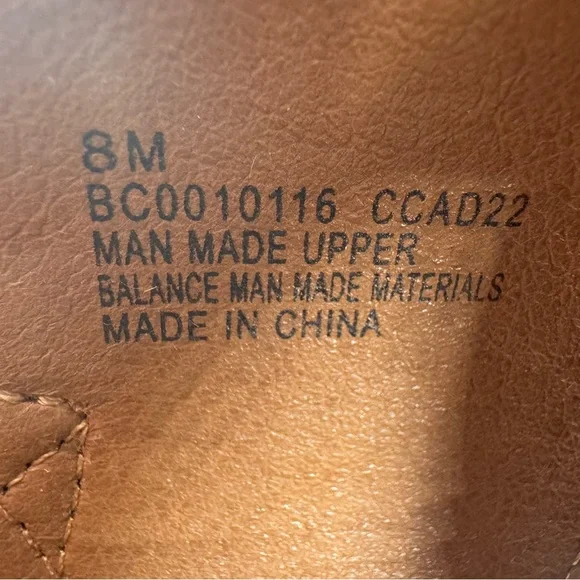 8M
BC0010116 CCAD22
MAN MADE UPPER
BALANCE MAN MADE MATERIALS
MADE IN CHINA